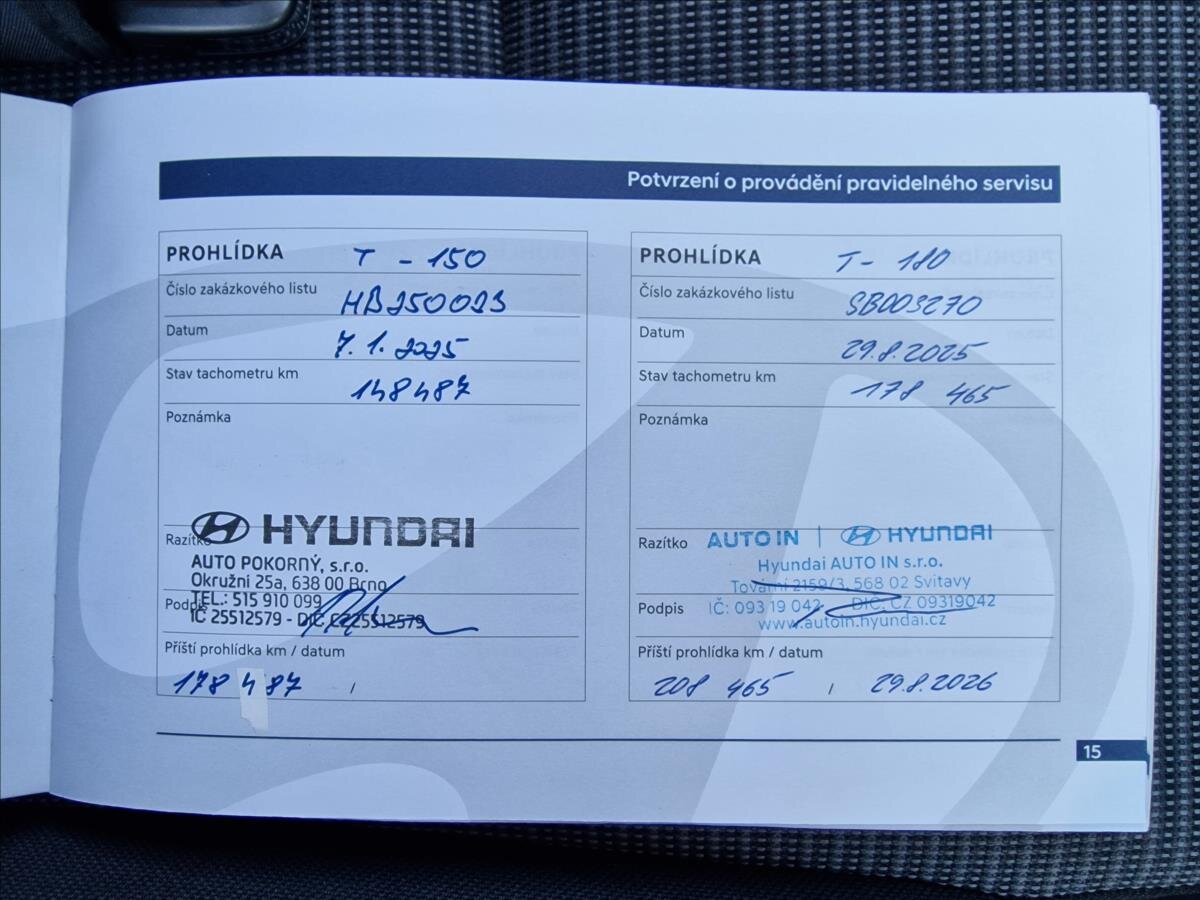 Potvrzení o provádění pravidelného servisu
PROHLÍDKA T - 150
Číslo zakázkového listu HB250093
Datum 7.1.2025
Stav tachometru km 148487
Poznámka
Razítko
HYUNDAI
AUTO POKORNÝ, s.r.o.
Okružní 25a, 638 00 Brno
TEL.: 515 910 099
Podpis
IČ 25512579 - DIČ CZ25512579
Příští prohlídka km / datum
178 487 /
PROHLÍDKA T - 180
Číslo zakázkového listu SB003270
Datum 29.8.2025
Stav tachometru km 178 465
Poznámka
Razítko
AUTO IN | HYUNDAI
Hyundai AUTO IN s.r.o.
Tovární 2159/3, 568 02 Svitavy
Podpis
IČ: 093 19 042, DIČ: CZ 09319042
www.autoin.hyundai.cz
Příští prohlídka km / datum
208 465 / 29.8.2026
15